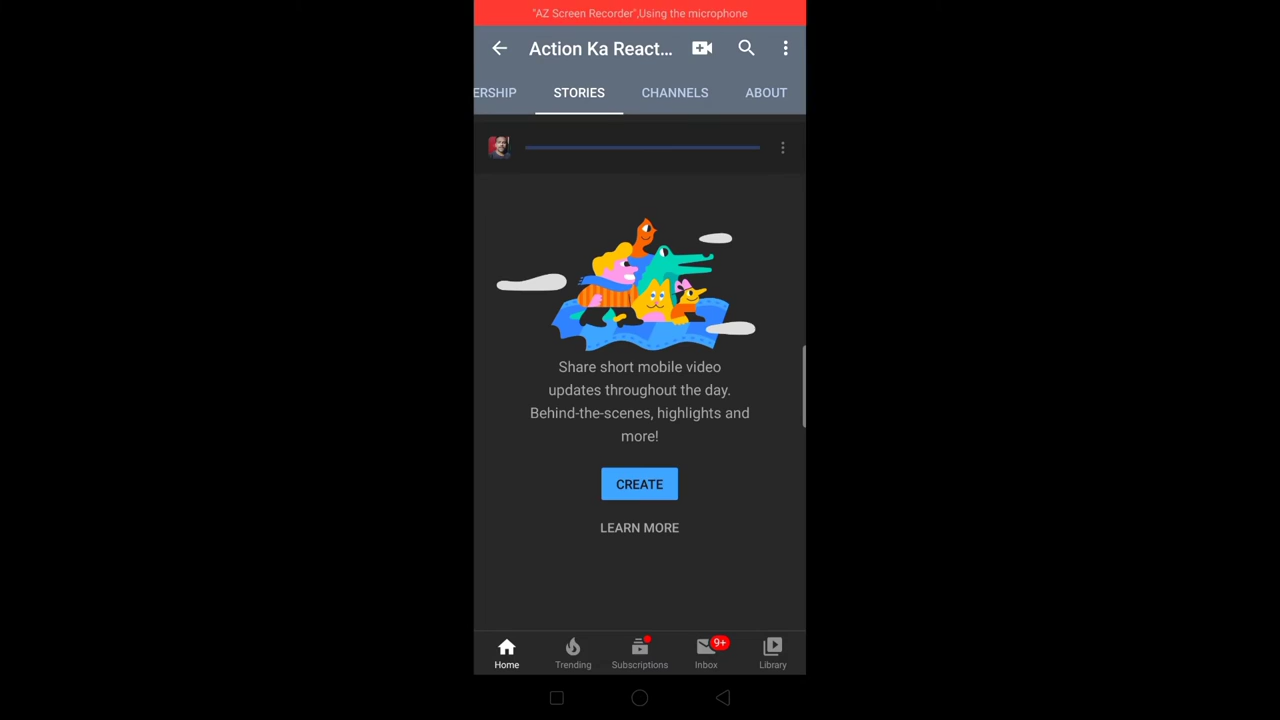 "AZ Screen Recorder",Using the microphone
Action Ka React...
ERSHIP STORIES CHANNELS ABOUT
Share short mobile video
updates throughout the day.
Behind-the-scenes, highlights and
more!
CREATE
LEARN MORE
9+
Home Trending Subscriptions Inbox Library